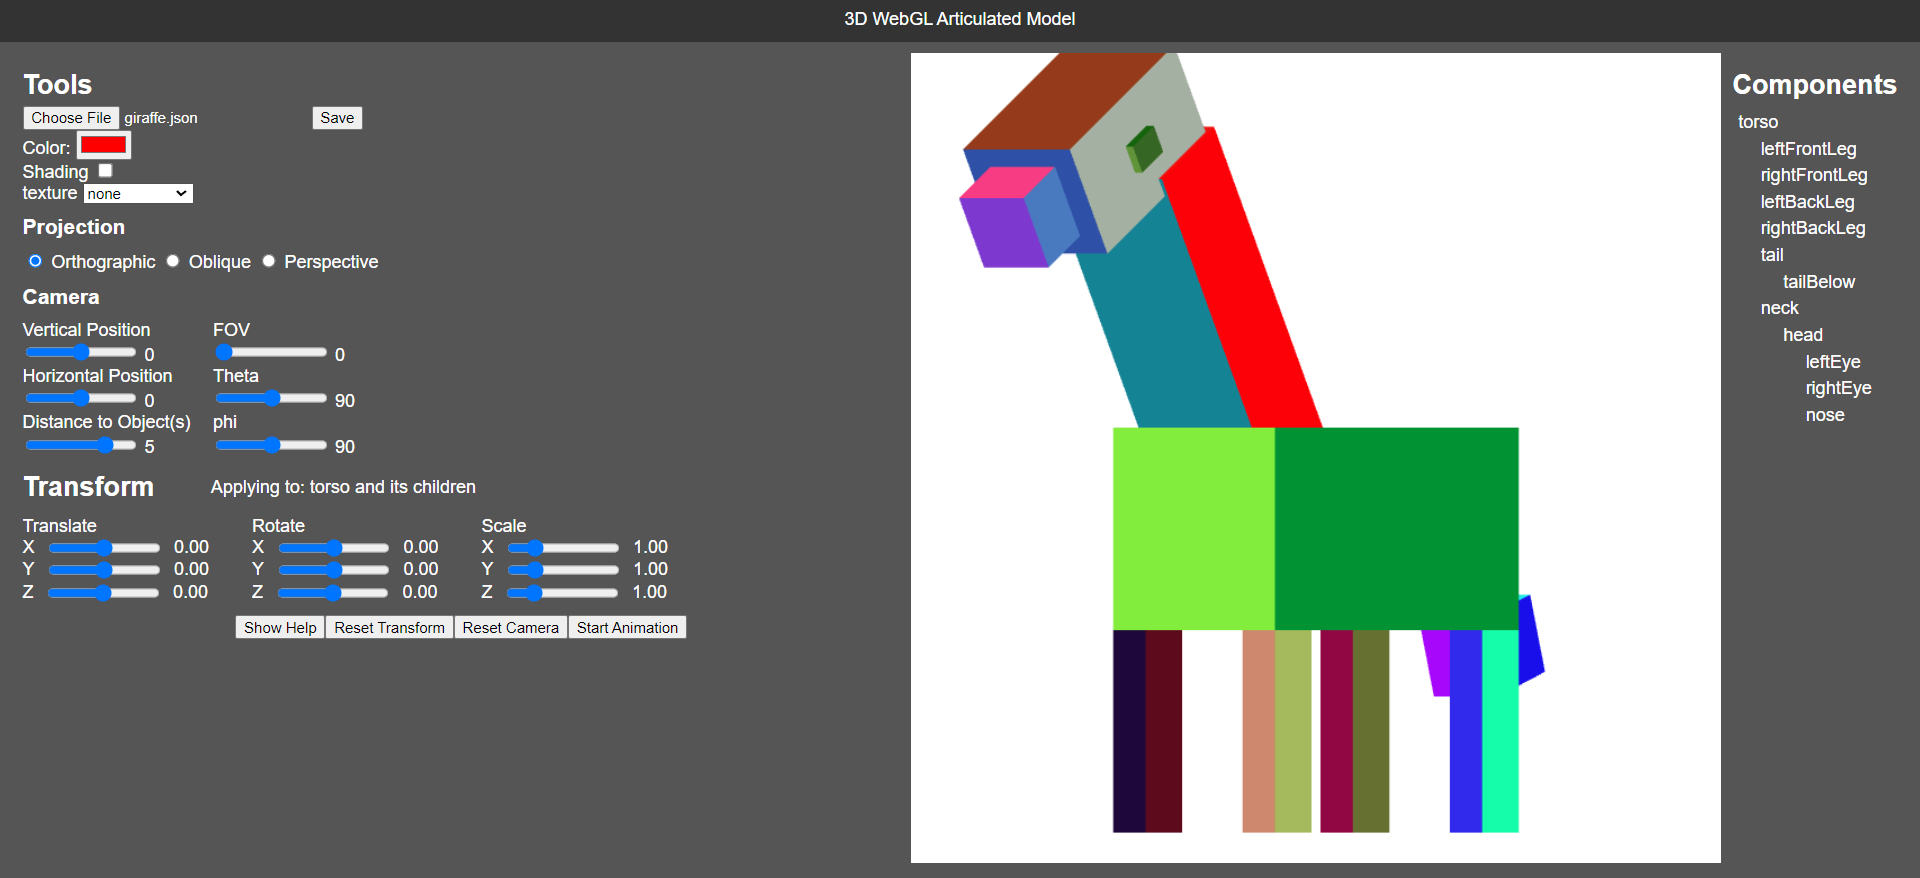 3D WebGL Articulated Model
Tools
Choose File giraffe.json Save
Color:
Shading
texture none
Projection
Orthographic Oblique Perspective
Camera
Vertical Position FOV
0 0
Horizontal Position Theta
0 90
Distance to Object(s) phi
5 90
Transform Applying to: torso and its children
Translate Rotate Scale
X 0.00 X 0.00 X 1.00
Y 0.00 Y 0.00 Y 1.00
Z 0.00 Z 0.00 Z 1.00
Show Help Reset Transform Reset Camera Start Animation
Components
torso
leftFrontLeg
rightFrontLeg
leftBackLeg
rightBackLeg
tail
tailBelow
neck
head
leftEye
rightEye
nose